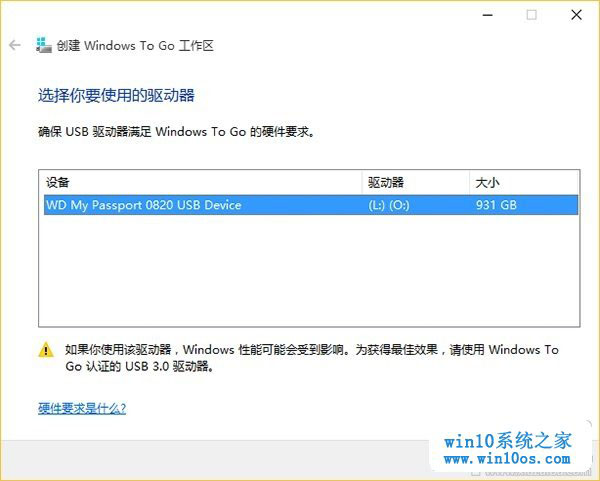 创建 Windows To Go 工作区
选择你要使用的驱动器
确保 USB 驱动器满足 Windows To Go 的硬件要求。
设备 驱动器 大小
WD My Passport 0820 USB Device (L:) (O:) 931 GB
如果你使用该驱动器，Windows 性能可能会受到影响。为获得最佳效果，请使用 Windows To
Go 认证的 USB 3.0 驱动器。
硬件要求是什么?
win10系统之家
www.win10os.com